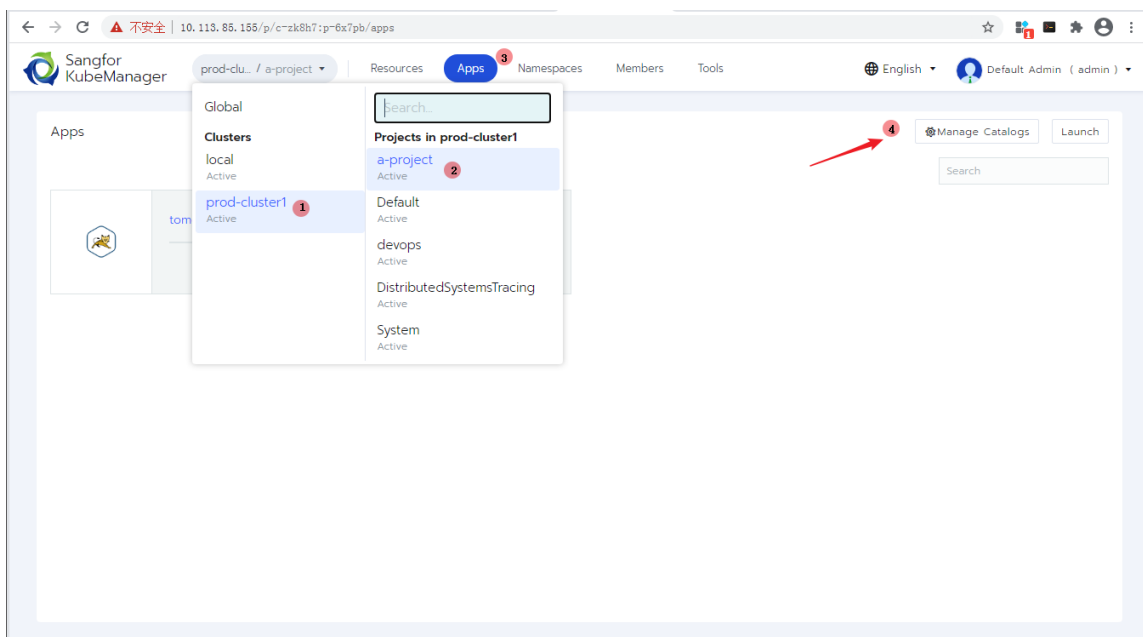 不安全 10.113.85.155/p/c-zk8h7:p-6x7pb/apps
1
Sangfor
KubeManager
prod-clu... / a-project
Resources
Apps
3
Namespaces
Members
Tools
English
Default Admin ( admin )
Apps
4
Manage Catalogs
Launch
Search
tom
Global
Clusters
local
Active
prod-cluster1
1
Active
Search..
Projects in prod-cluster1
a-project
2
Active
Default
Active
devops
Active
DistributedSystemsTracing
Active
System
Active